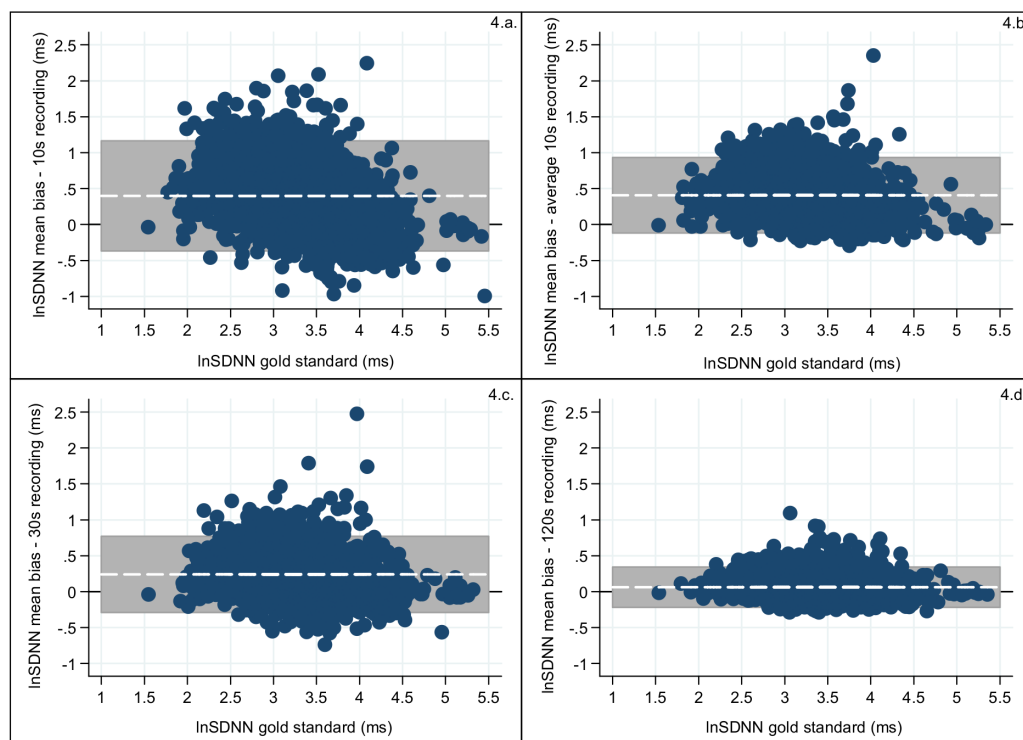 4.a.
lnSDNN mean bias - 10s recording (ms)
2.5
2
1.5
1
.5
0
-.5
-1
1 1.5 2 2.5 3 3.5 4 4.5 5 5.5
lnSDNN gold standard (ms)
4.b
lnSDNN mean bias - average 10s recording (ms)
2.5
2
1.5
1
.5
0
-.5
-1
1 1.5 2 2.5 3 3.5 4 4.5 5 5.5
lnSDNN gold standard (ms)
4.c.
lnSDNN mean bias - 30s recording (ms)
2.5
2
1.5
1
.5
0
-.5
-1
1 1.5 2 2.5 3 3.5 4 4.5 5 5.5
lnSDNN gold standard (ms)
4.d
lnSDNN mean bias - 120s recording (ms)
2.5
2
1.5
1
.5
0
-.5
-1
1 1.5 2 2.5 3 3.5 4 4.5 5 5.5
lnSDNN gold standard (ms)